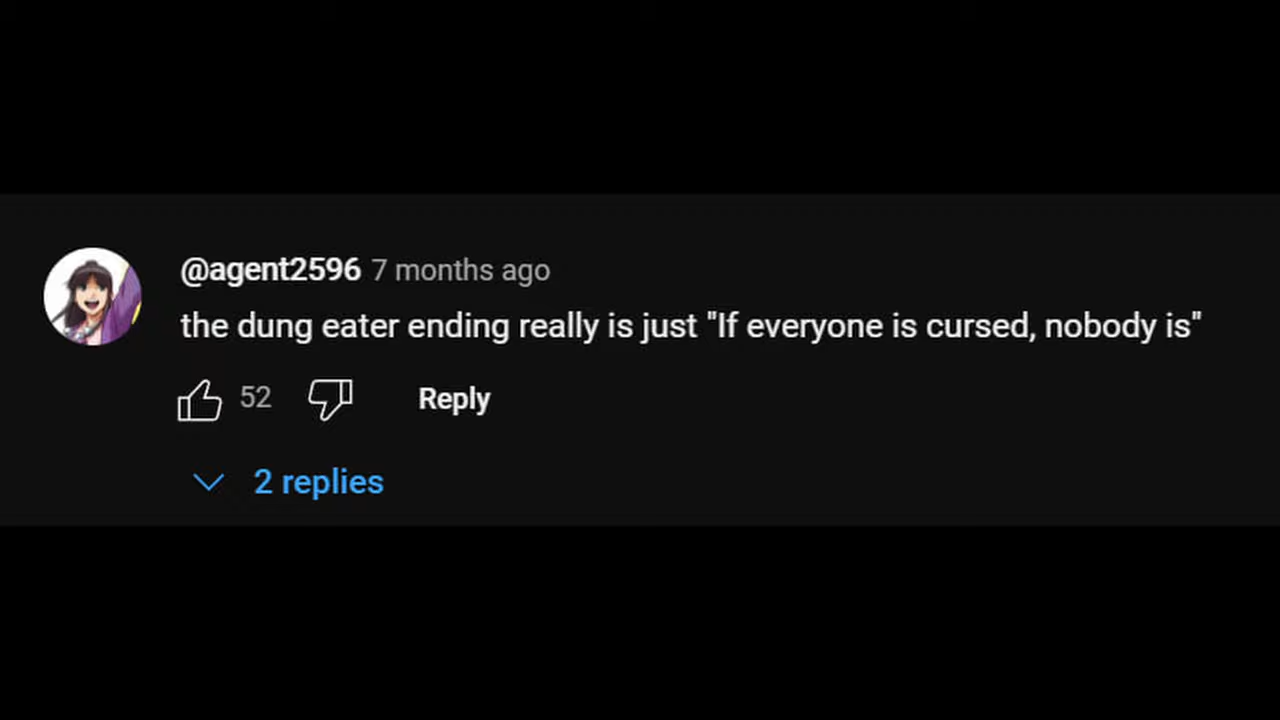 @agent2596 7 months ago
the dung eater ending really is just "If everyone is cursed, nobody is"
52 Reply
2 replies